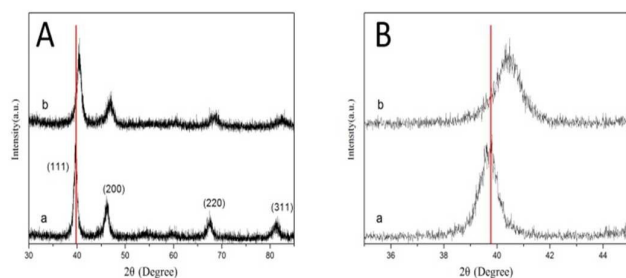 A
Intensity(a.u.)
b
(111)
(200)
(220)
(311)
a
30 40 50 60 70 80
2θ (Degree)
B
Intensity(a.u.)
b
a
36 38 40 42 44
2θ (Degree)